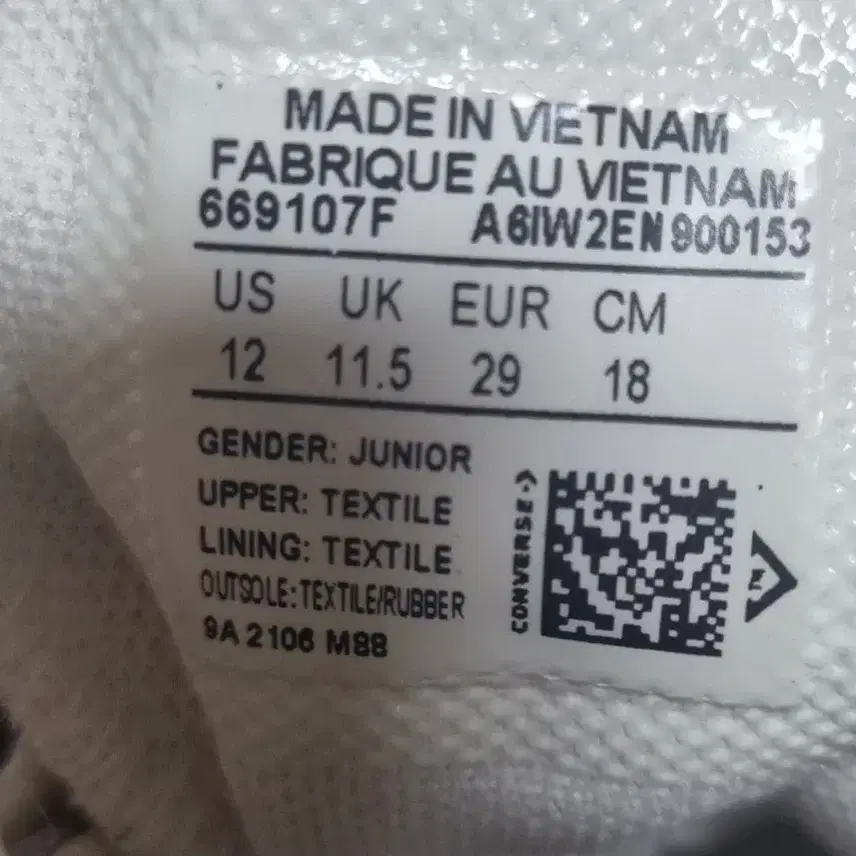 MADE IN VIETNAM
FABRIQUE AU VIETNAM
669107F A6IW2EN900153
US UK EUR CM
12 11.5 29 18
GENDER: JUNIOR
UPPER: TEXTILE
LINING: TEXTILE
OUTSOLE: TEXTILE/RUBBER
9A 2106 M88
CONVERSE